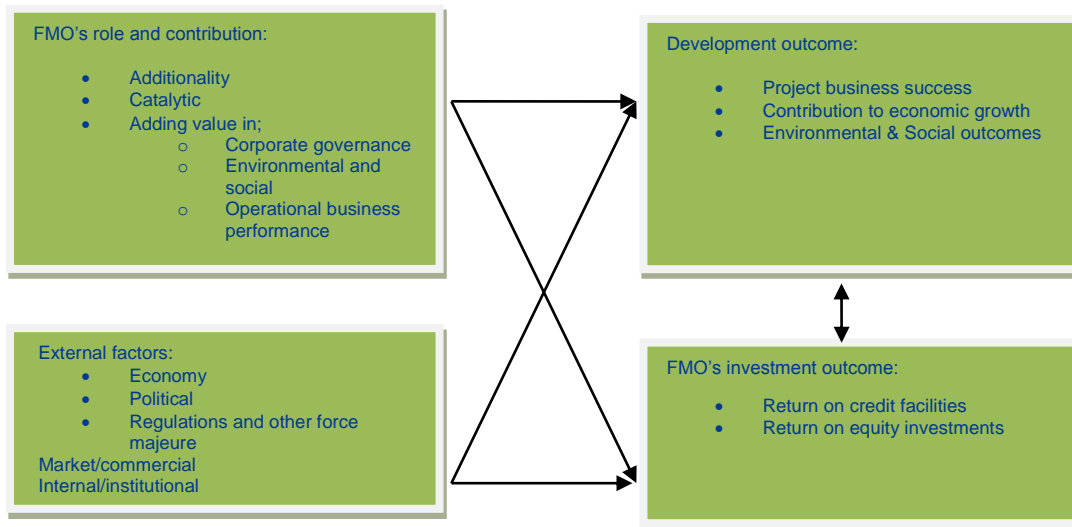 FMO’s role and contribution:
• Additionality
• Catalytic
• Adding value in;
o Corporate governance
o Environmental and
social
o Operational business
performance
Development outcome:
• Project business success
• Contribution to economic growth
• Environmental & Social outcomes
External factors:
• Economy
• Political
• Regulations and other force
majeure
Market/commercial
Internal/institutional
FMO’s investment outcome:
• Return on credit facilities
• Return on equity investments